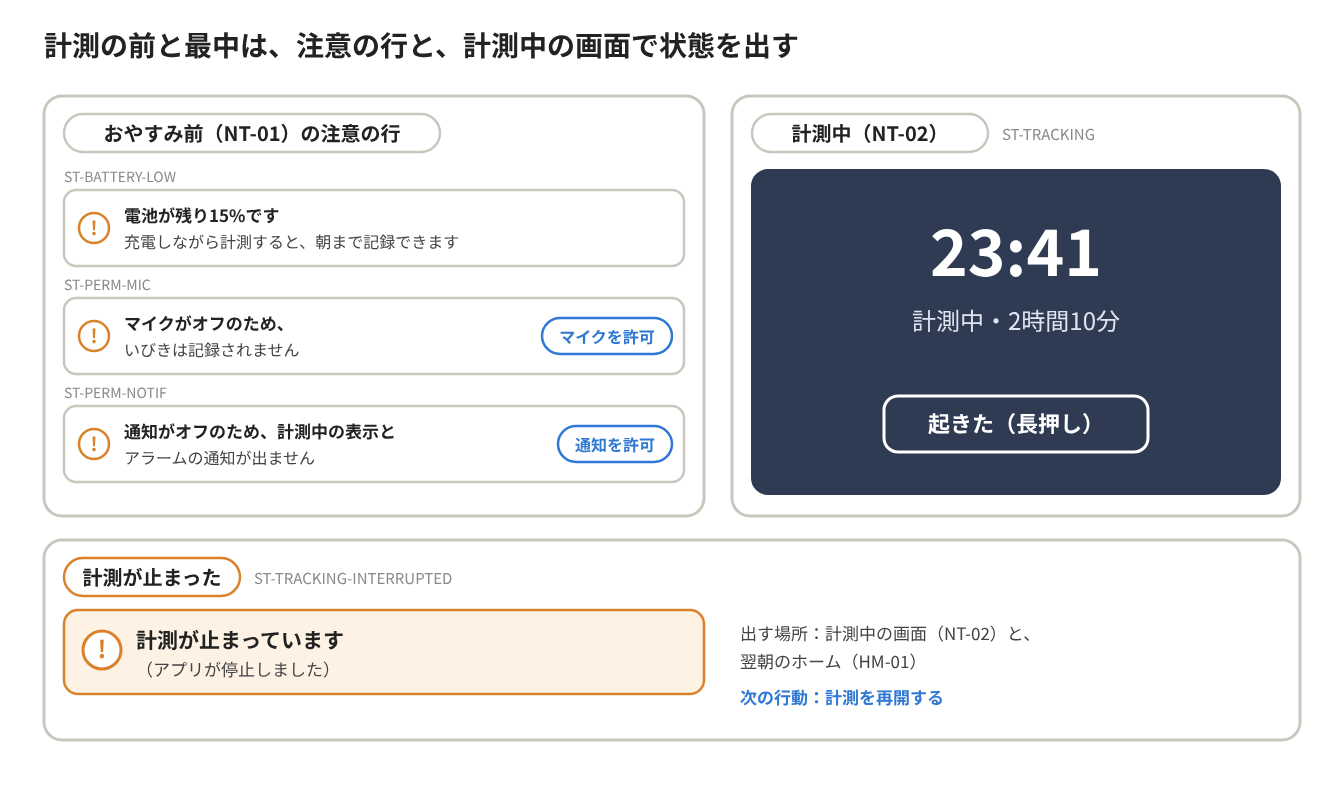 計測の前と最中は、注意の行と、計測中の画面で状態を出す
おやすみ前（NT-01）の注意の行
ST-BATTERY-LOW
!
電池が残り15%です
充電しながら計測すると、朝まで記録できます
ST-PERM-MIC
!
マイクがオフのため、
いびきは記録されません
マイクを許可
ST-PERM-NOTIF
!
通知がオフのため、計測中の表示と
アラームの通知が出ません
通知を許可
計測中（NT-02）
ST-TRACKING
23:41
計測中・2時間10分
起きた（長押し）
計測が止まった
ST-TRACKING-INTERRUPTED
!
計測が止まっています
（アプリが停止しました）
出す場所：計測中の画面（NT-02）と、
翌朝のホーム（HM-01）
次の行動：計測を再開する